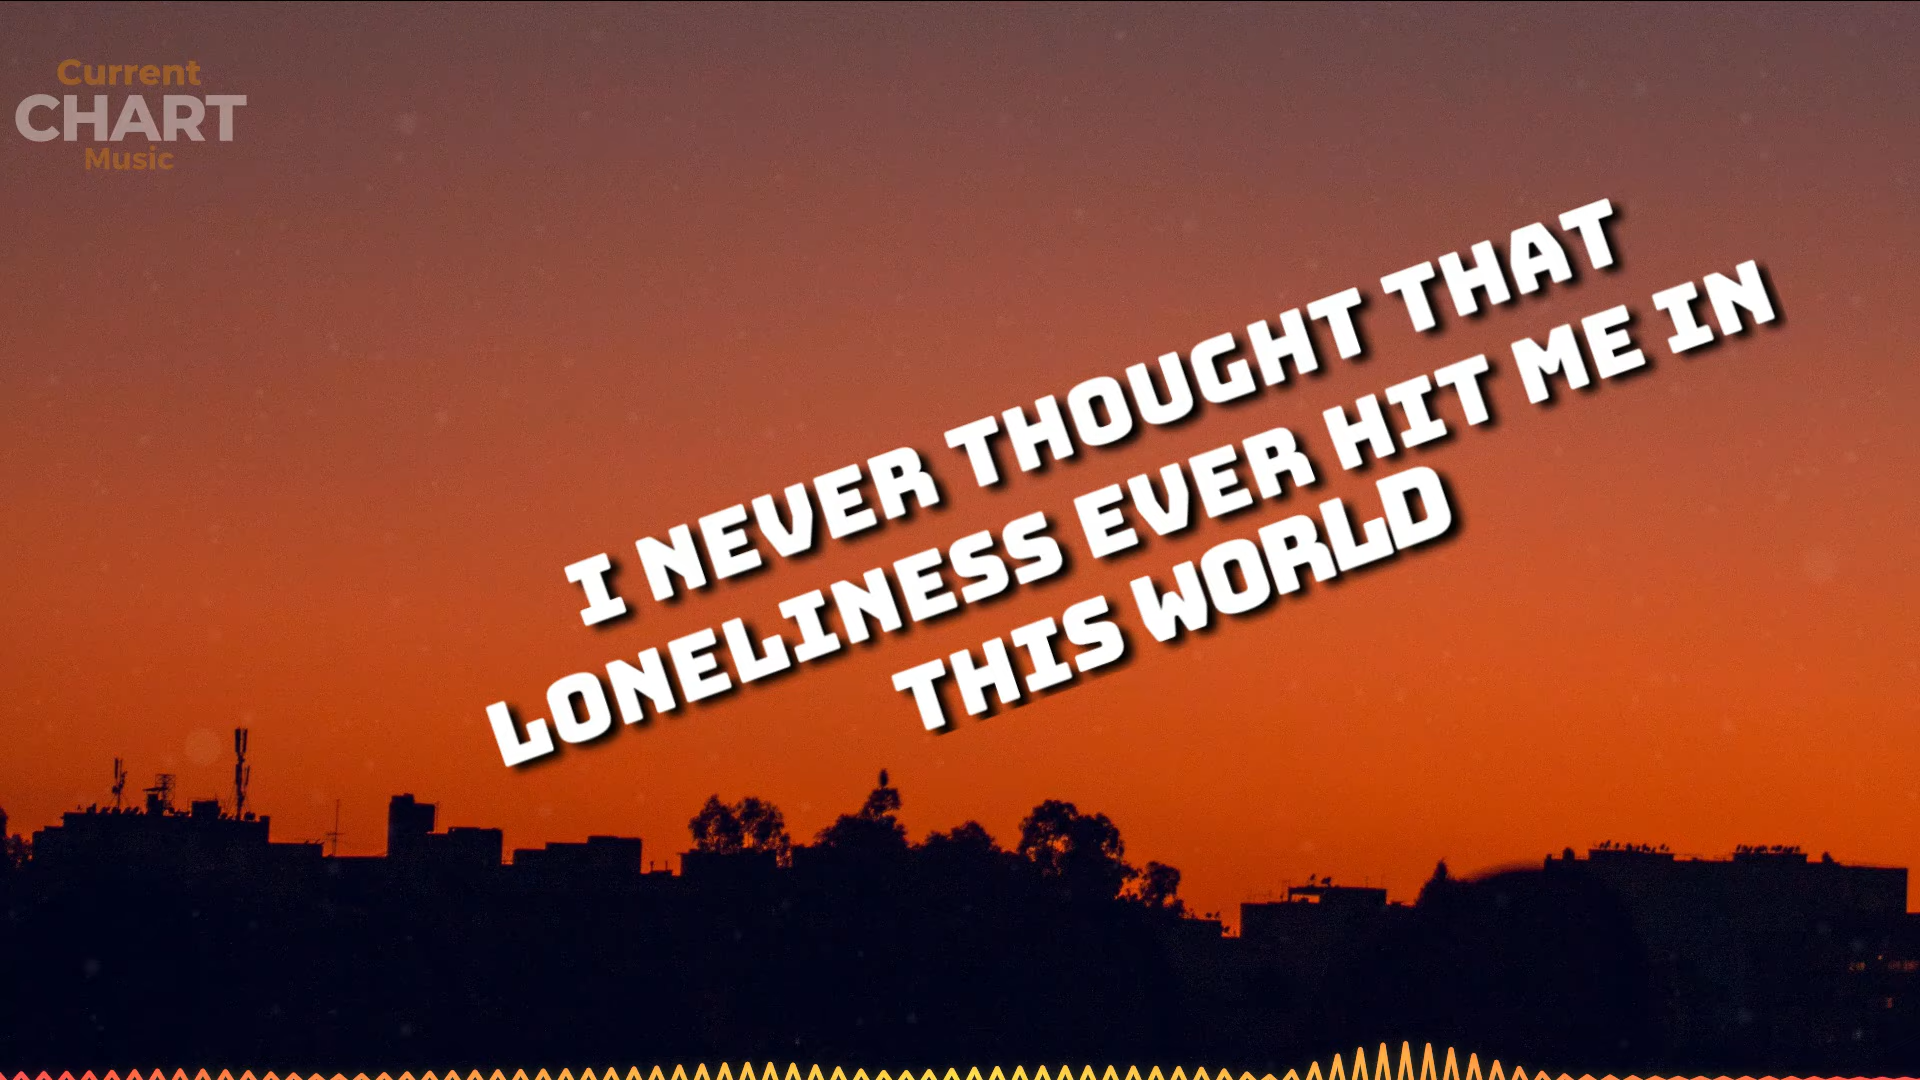 Current
CHART
Music
I NEVER THOUGHT THAT
LONELINESS EVER HIT ME IN
THIS WORLD